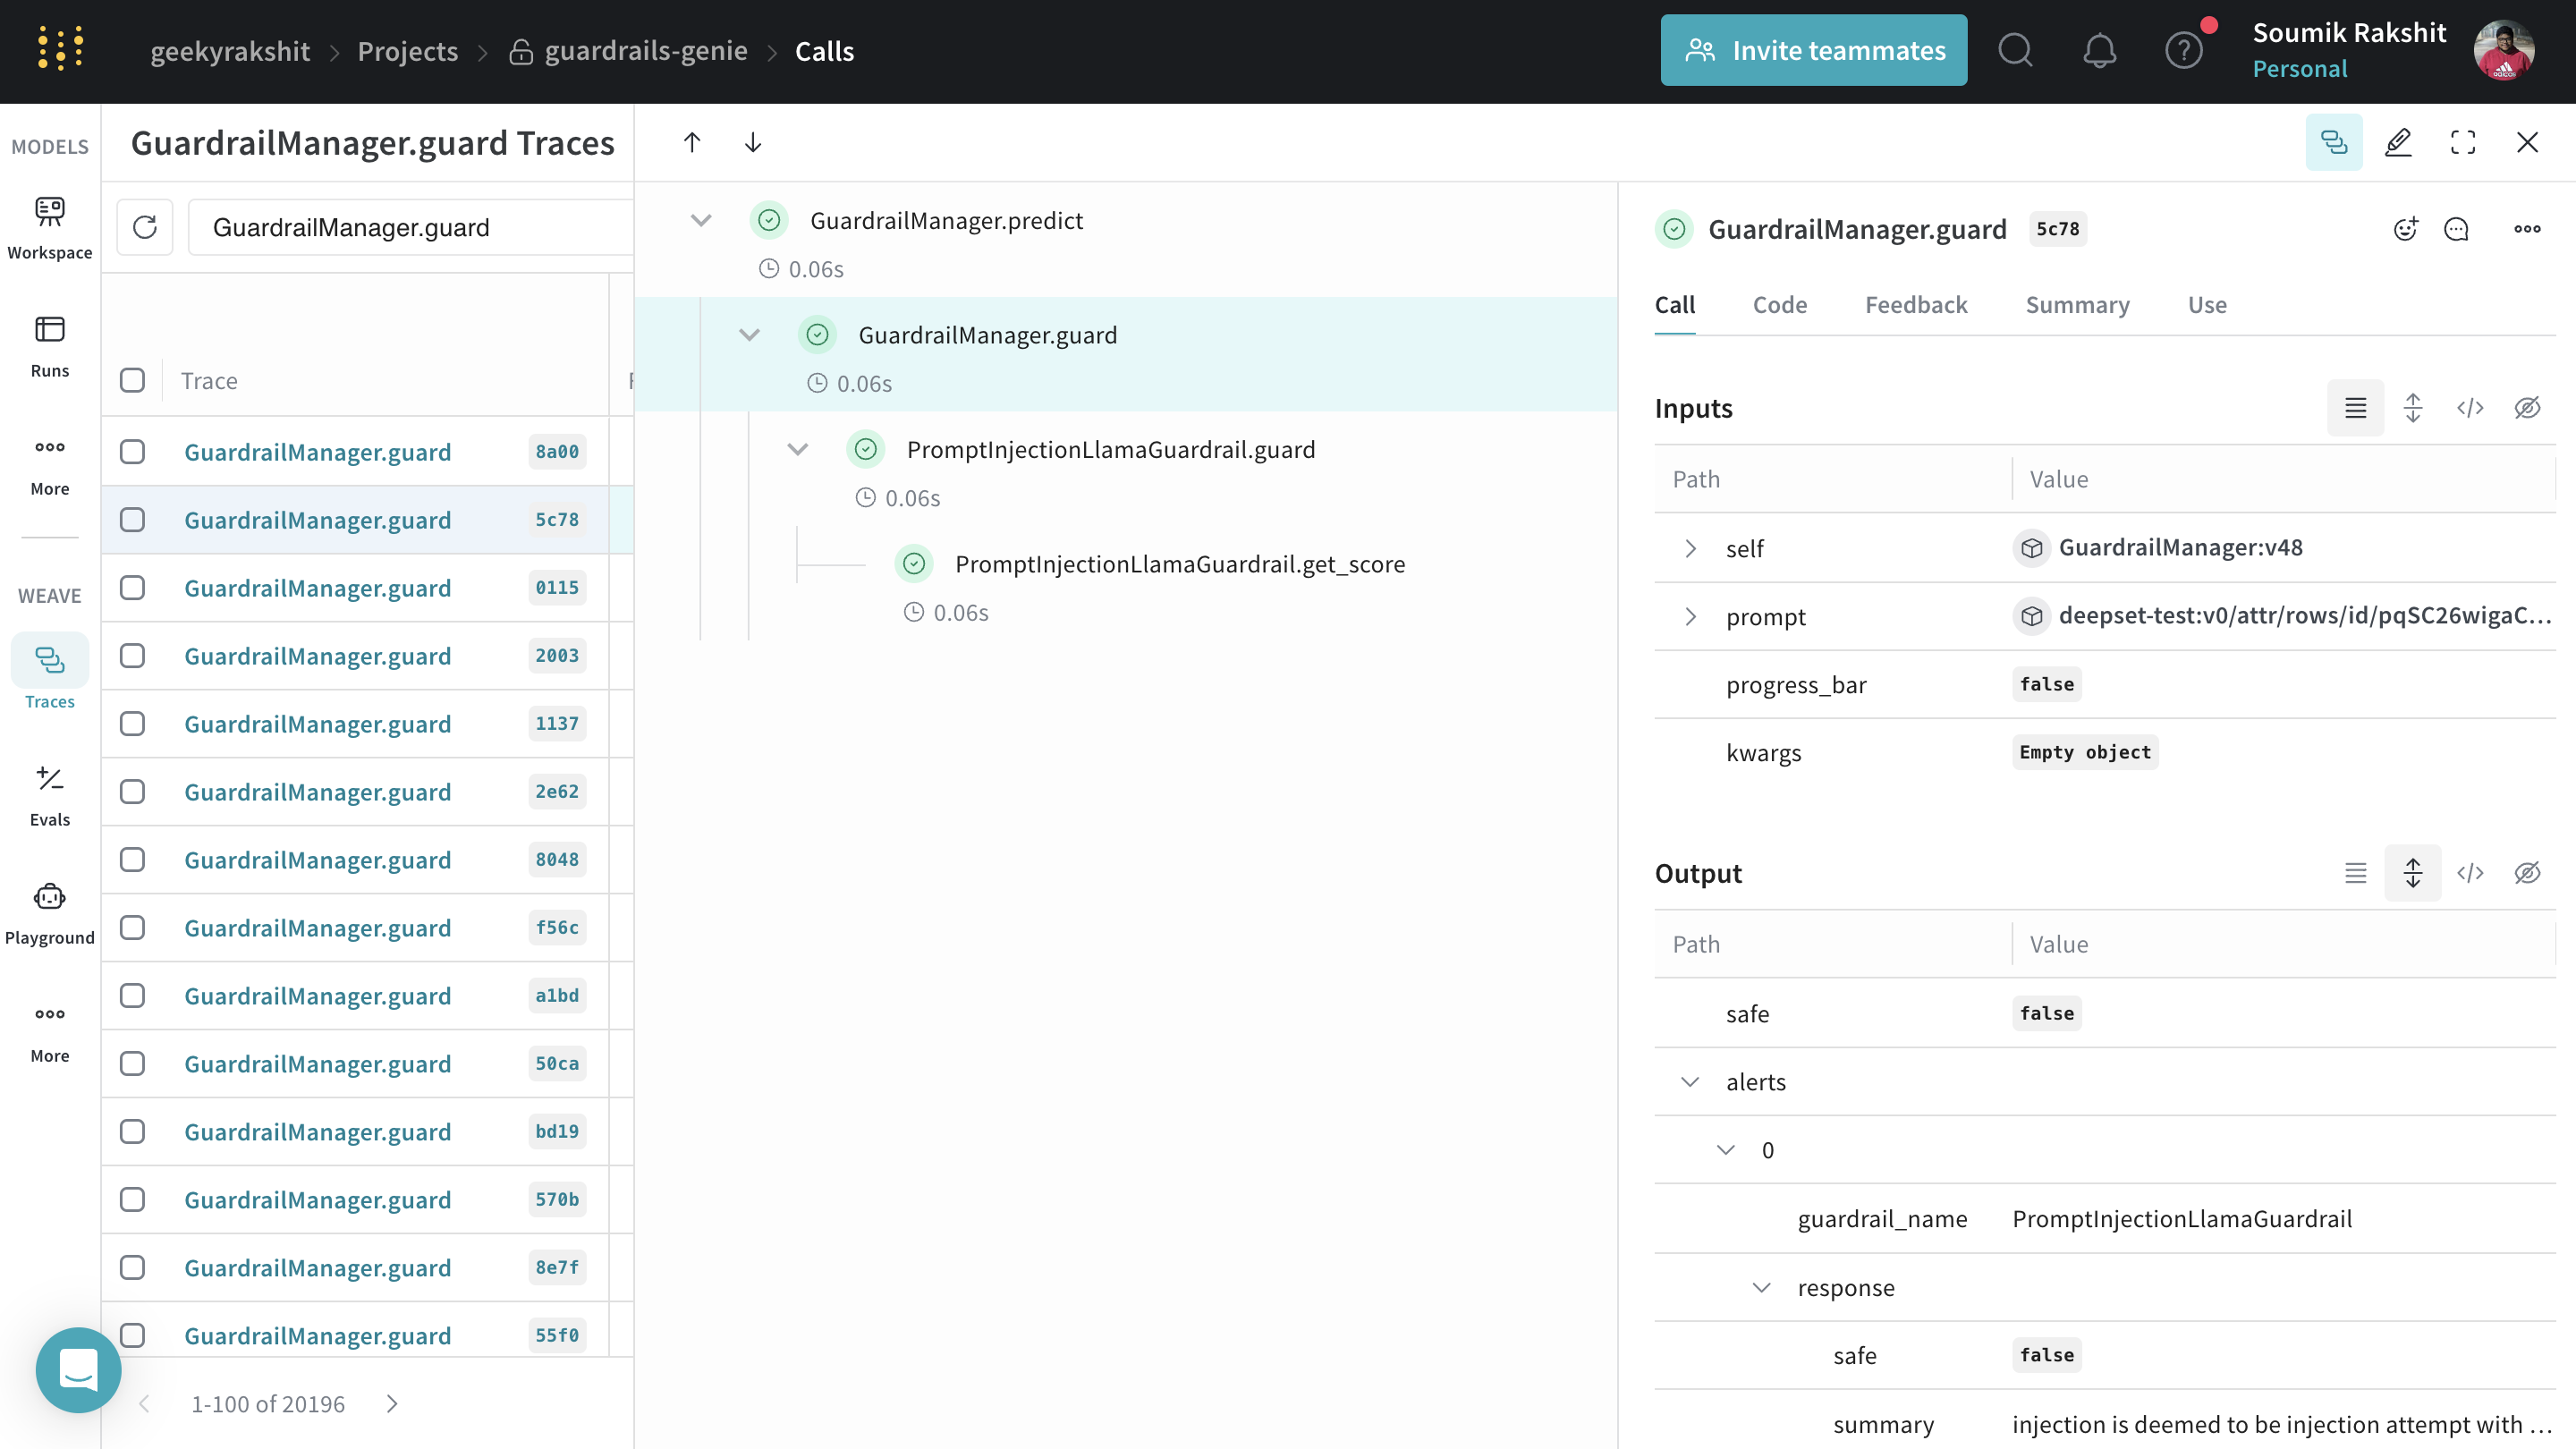 geekyrakshit > Projects > guardrails-genie > Calls
Invite teammates
Soumik Rakshit
Personal
MODELS
Workspace
Runs
More
WEAVE
Traces
Evals
Playground
More
GuardrailManager.guard Traces
GuardrailManager.guard
Trace
GuardrailManager.guard 8a00
GuardrailManager.guard 5c78
GuardrailManager.guard 0115
GuardrailManager.guard 2003
GuardrailManager.guard 1137
GuardrailManager.guard 2e62
GuardrailManager.guard 8048
GuardrailManager.guard f56c
GuardrailManager.guard a1bd
GuardrailManager.guard 50ca
GuardrailManager.guard bd19
GuardrailManager.guard 570b
GuardrailManager.guard 8e7f
GuardrailManager.guard 55f0
1-100 of 20196
GuardrailManager.predict
0.06s
GuardrailManager.guard
0.06s
PromptInjectionLlamaGuardrail.guard
0.06s
PromptInjectionLlamaGuardrail.get_score
0.06s
GuardrailManager.guard 5c78
Call Code Feedback Summary Use
Inputs
Path Value
self GuardrailManager:v48
prompt deepset-test:v0/attr/rows/id/pqSC26wigaC...
progress_bar false
kwargs Empty object
Output
Path Value
safe false
alerts
0
guardrail_name PromptInjectionLlamaGuardrail
response
safe false
summary injection is deemed to be injection attempt with ...